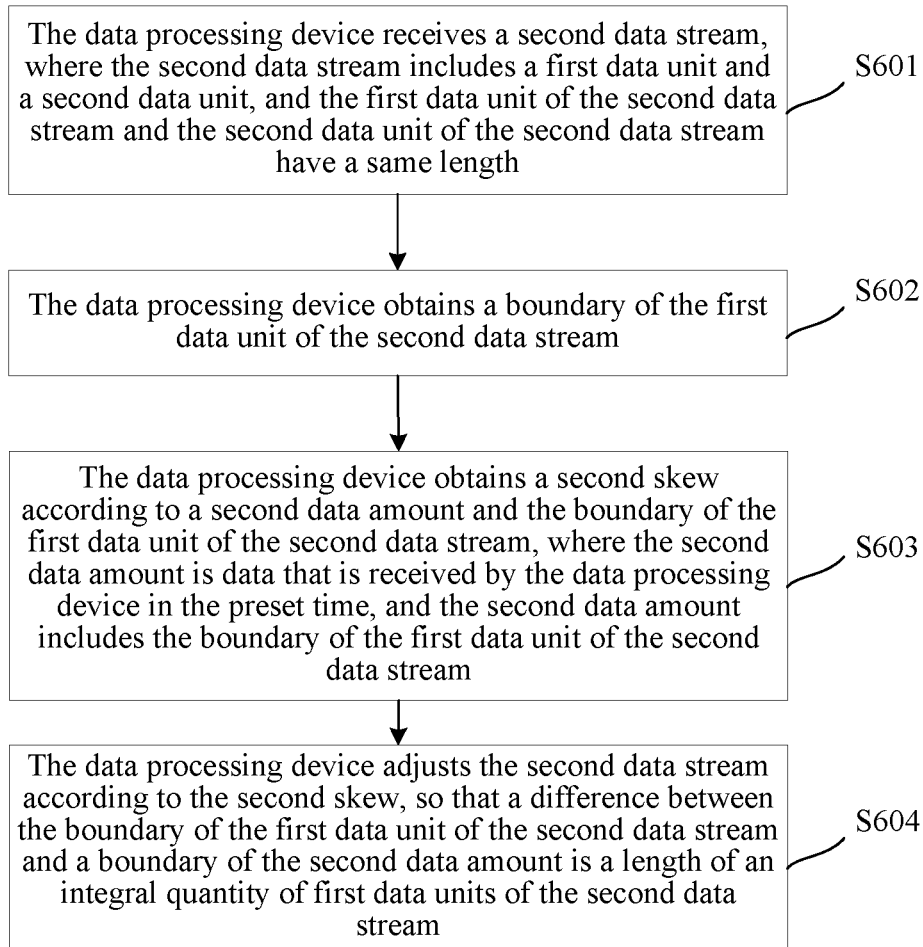 The data processing device receives a second data stream,
where the second data stream includes a first data unit and
a second data unit, and the first data unit of the second data
stream and the second data unit of the second data stream
have a same length
S601
The data processing device obtains a boundary of the first
data unit of the second data stream
S602
The data processing device obtains a second skew
according to a second data amount and the boundary of the
first data unit of the second data stream, where the second
data amount is data that is received by the data processing
device in the preset time, and the second data amount
includes the boundary of the first data unit of the second
data stream
S603
The data processing device adjusts the second data stream
according to the second skew, so that a difference between
the boundary of the first data unit of the second data stream
and a boundary of the second data amount is a length of an
integral quantity of first data units of the second data
stream
S604